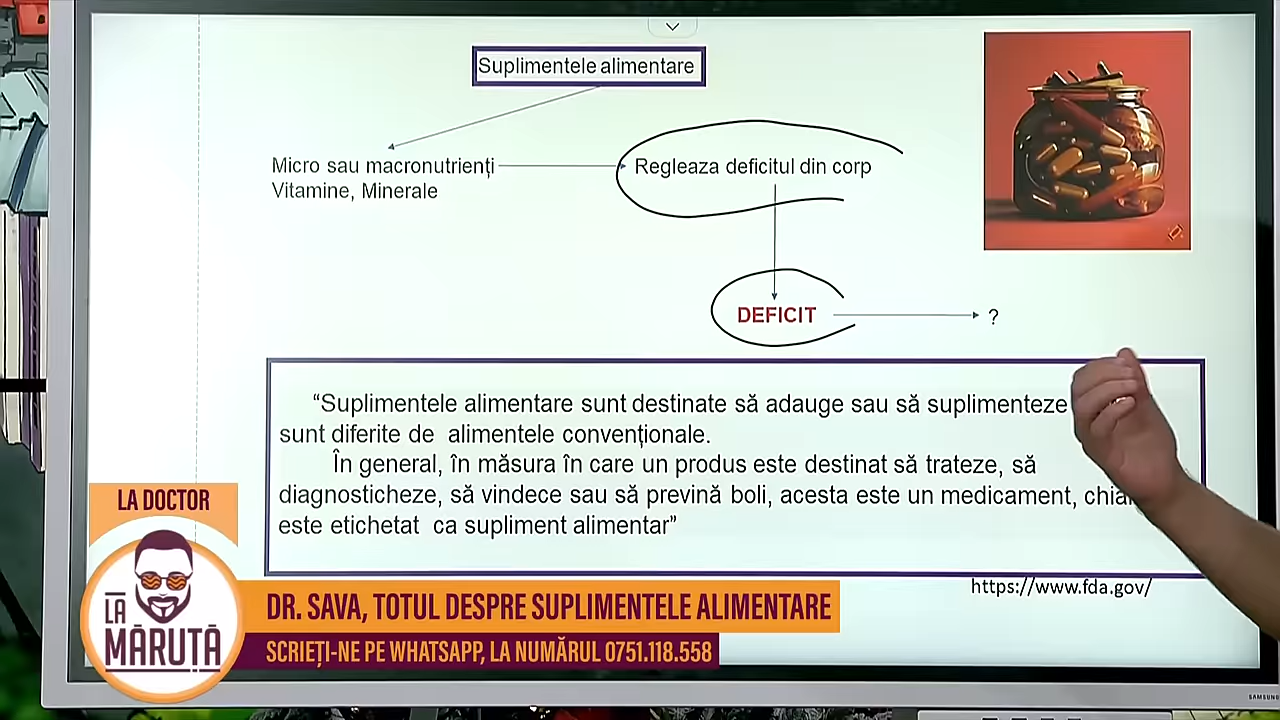 Suplimentele alimentare
Micro sau macronutrienți
Vitamine, Minerale
Regleaza deficitul din corp
DEFICIT
?
“Suplimentele alimentare sunt destinate să adauge sau să suplimenteze
sunt diferite de alimentele convenționale.
În general, în măsura în care un produs este destinat să trateze, să
diagnosticheze, să vindece sau să prevină boli, acesta este un medicament,
este etichetat ca supliment alimentar”
https://www.fda.gov/
LA DOCTOR
LA
MĂRUȚĂ
DR. SAVA, TOTUL DESPRE SUPLIMENTELE ALIMENTARE
SCRIEȚI-NE PE WHATSAPP, LA NUMĂRUL 0751.118.558
SAMSUNG